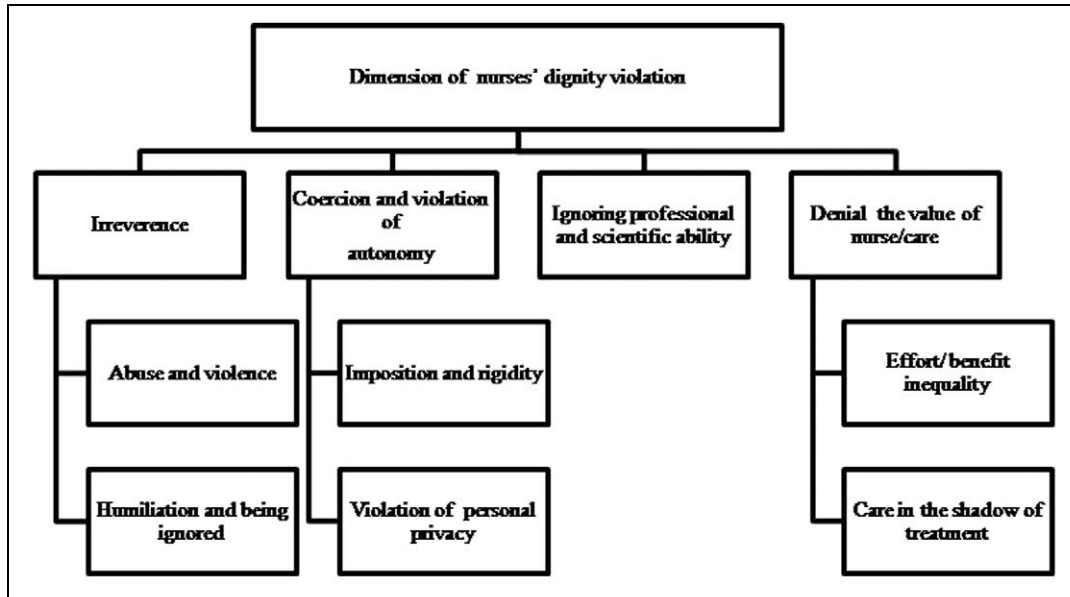 Dimension of nurses' dignity violation
Irreverence
Coercion and violation
of
autonomy
Ignoring professional
and scientific ability
Denial the value of
nurse/care
Abuse and violence
Imposition and rigidity
Effort/ benefit
inequality
Humiliation and being
ignored
Violation of personal
privacy
Care in the shadow of
treatment